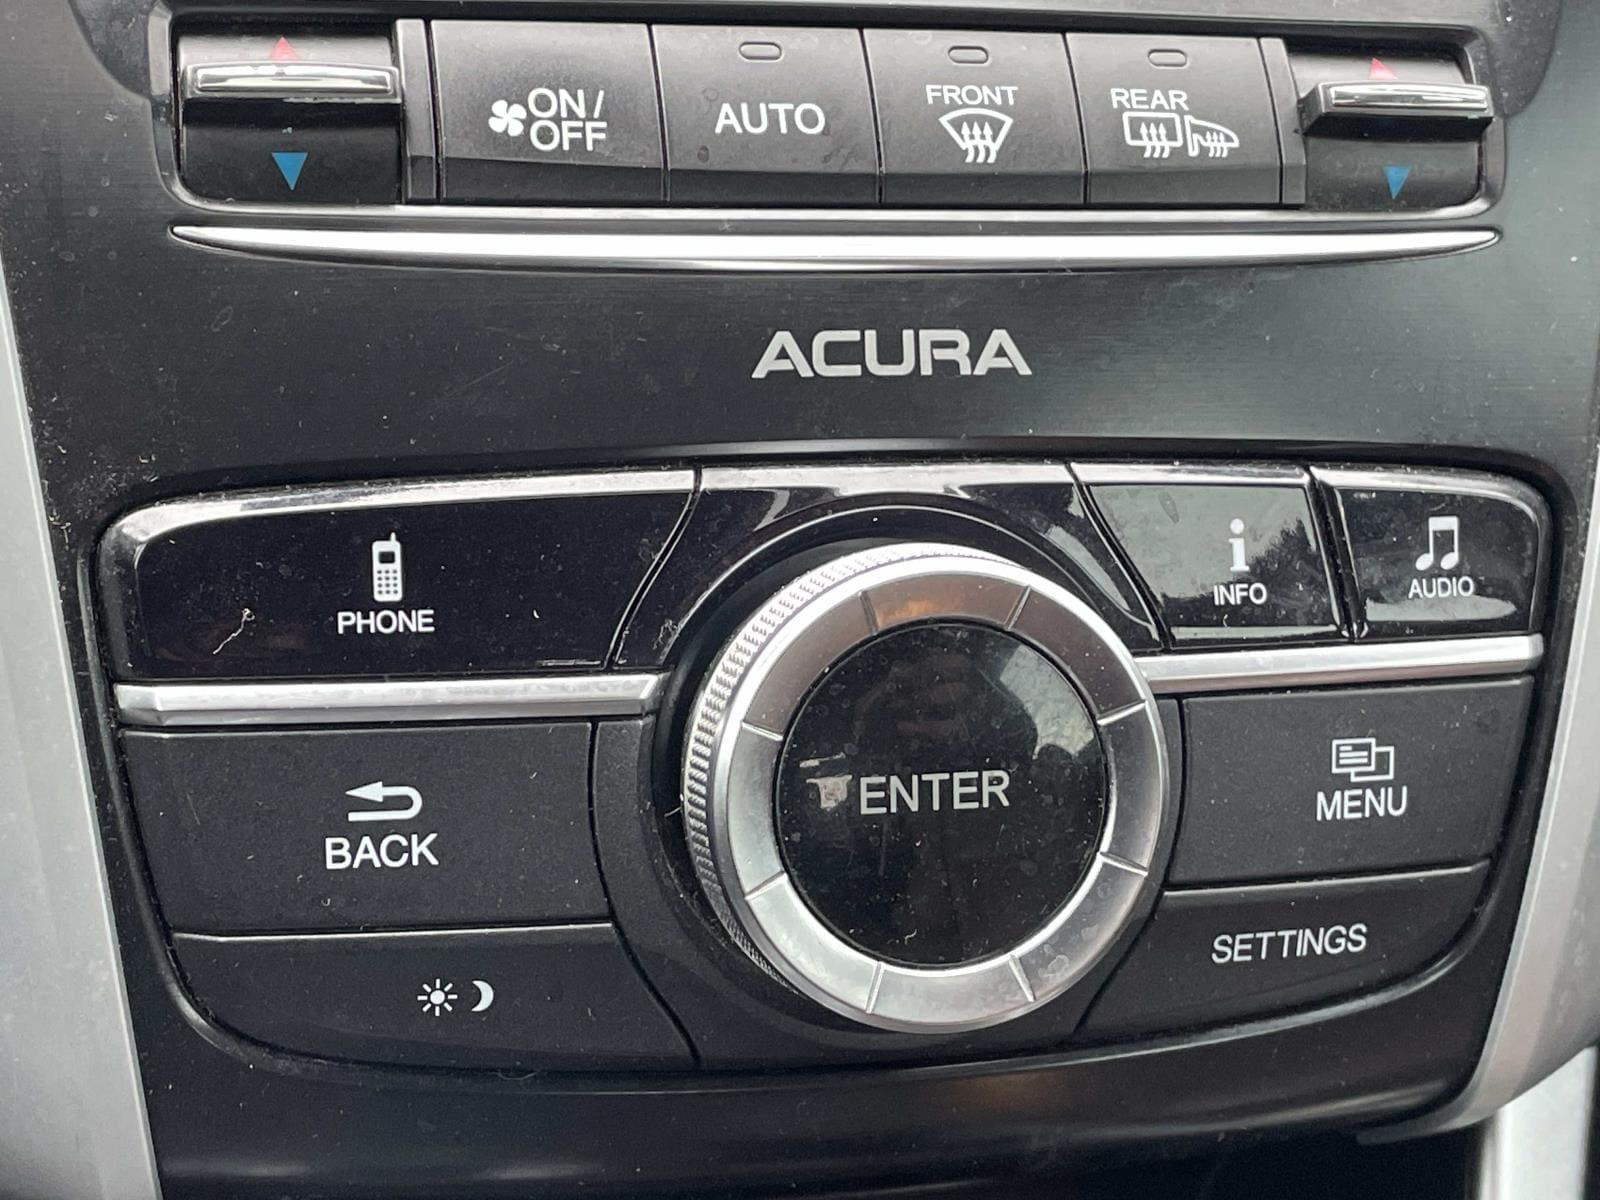 ON/
OFF
AUTO
FRONT
REAR
ACURA
PHONE
INFO
AUDIO
BACK
ENTER
MENU
SETTINGS